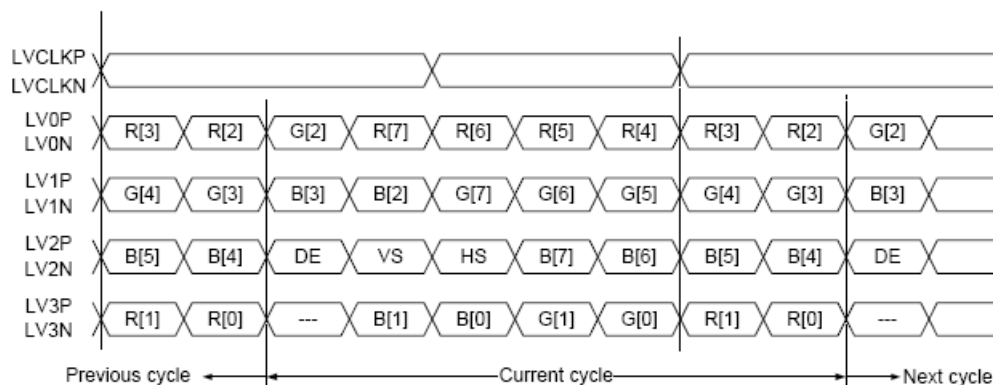 LVCLKP
LVCLKN
LV0P
LV0N
R[3] R[2] G[2] R[7] R[6] R[5] R[4] R[3] R[2] G[2]
LV1P
LV1N
G[4] G[3] B[3] B[2] G[7] G[6] G[5] G[4] G[3] B[3]
LV2P
LV2N
B[5] B[4] DE VS HS B[7] B[6] B[5] B[4] DE
LV3P
LV3N
R[1] R[0] --- B[1] B[0] G[1] G[0] R[1] R[0] ---
Previous cycle Current cycle Next cycle